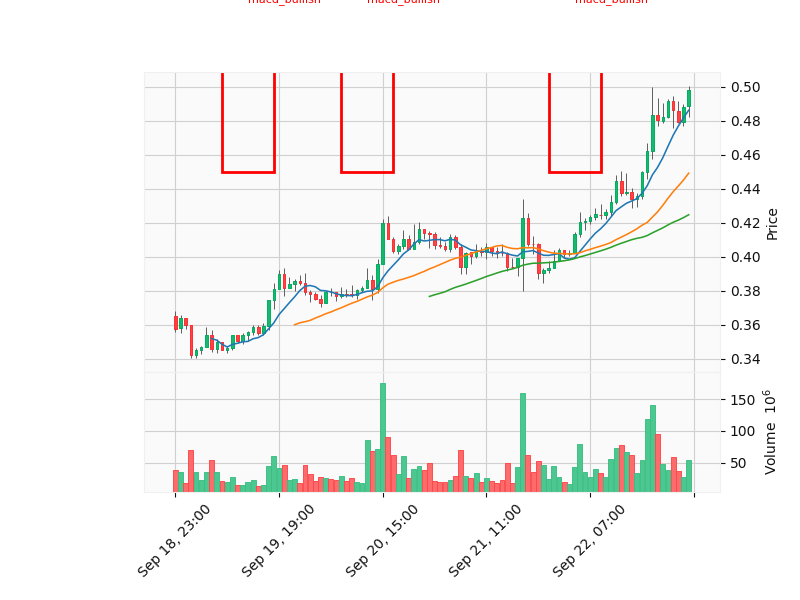 macd_bullish macd_bullish macd_bullish
0.50
0.48
0.46
0.44
0.42
0.40
0.38
0.36
0.34
Price
150
100
50
Volume 10^6
Sep 18, 23:00
Sep 19, 19:00
Sep 20, 15:00
Sep 21, 11:00
Sep 22, 07:00